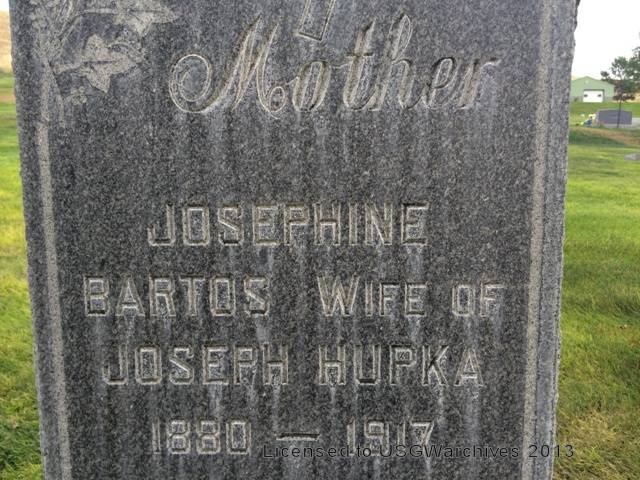 Mother
JOSEPHINE
BARTOS WIFE OF
JOSEPH HUPKA
1880 — 1917
Licensed to USGWarchives 2013